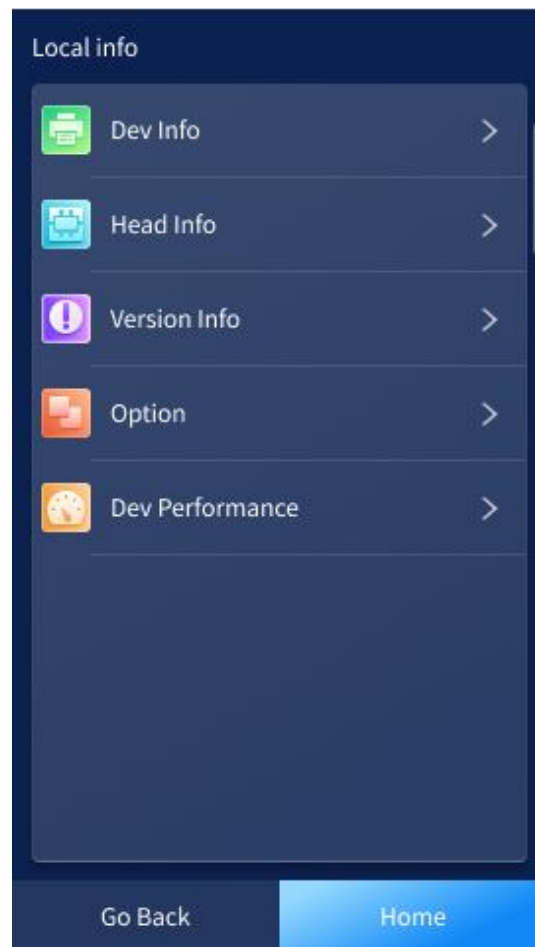 Local info
Dev Info
Head Info
Version Info
Option
Dev Performance
Go Back
Home